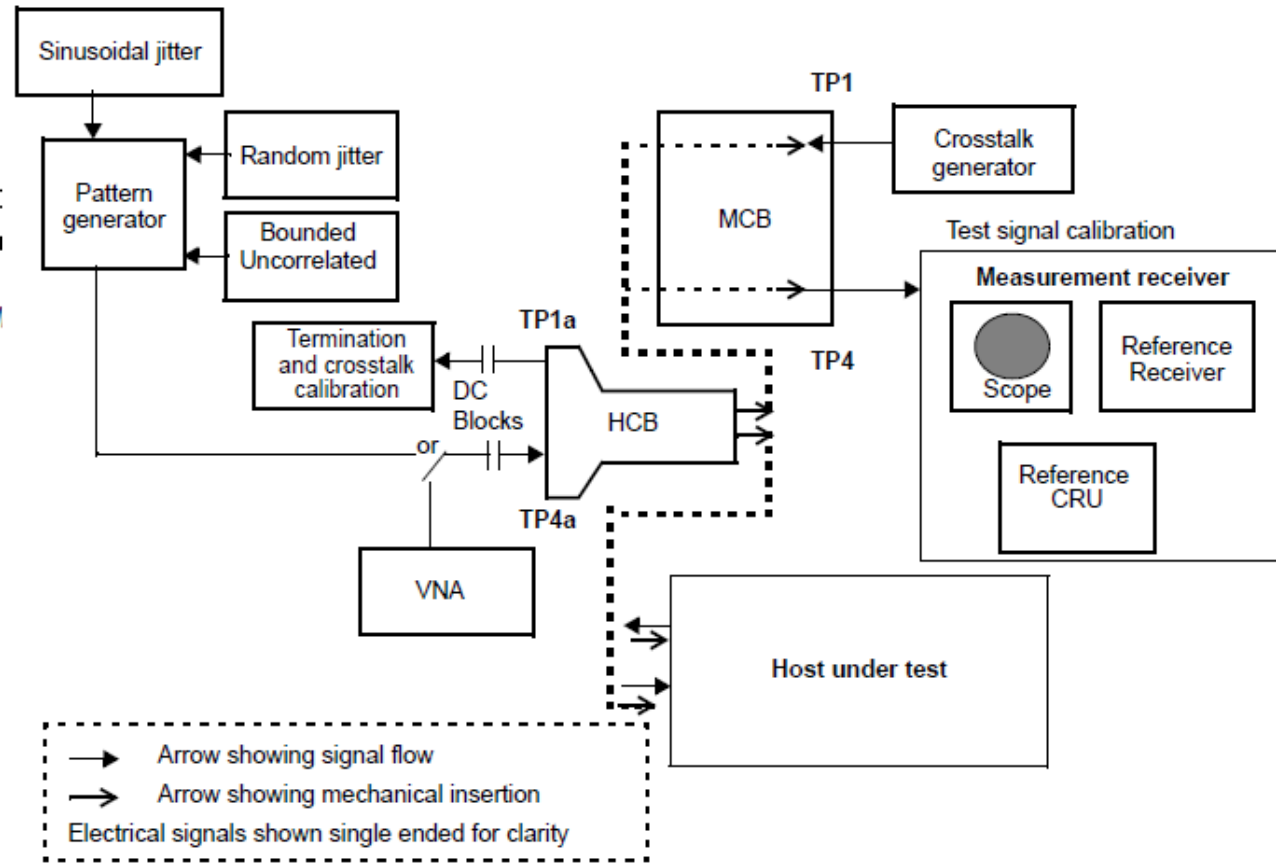 Sinusoidal jitter
Random jitter
Pattern
generator
Bounded
Uncorrelated
TP1
Crosstalk
generator
MCB
Test signal calibration
Measurement receiver
Scope
Reference
Receiver
Reference
CRU
TP1a
Termination
and crosstalk
calibration
DC
Blocks
or
HCB
TP4
TP4a
VNA
Host under test
Arrow showing signal flow
Arrow showing mechanical insertion
Electrical signals shown single ended for clarity